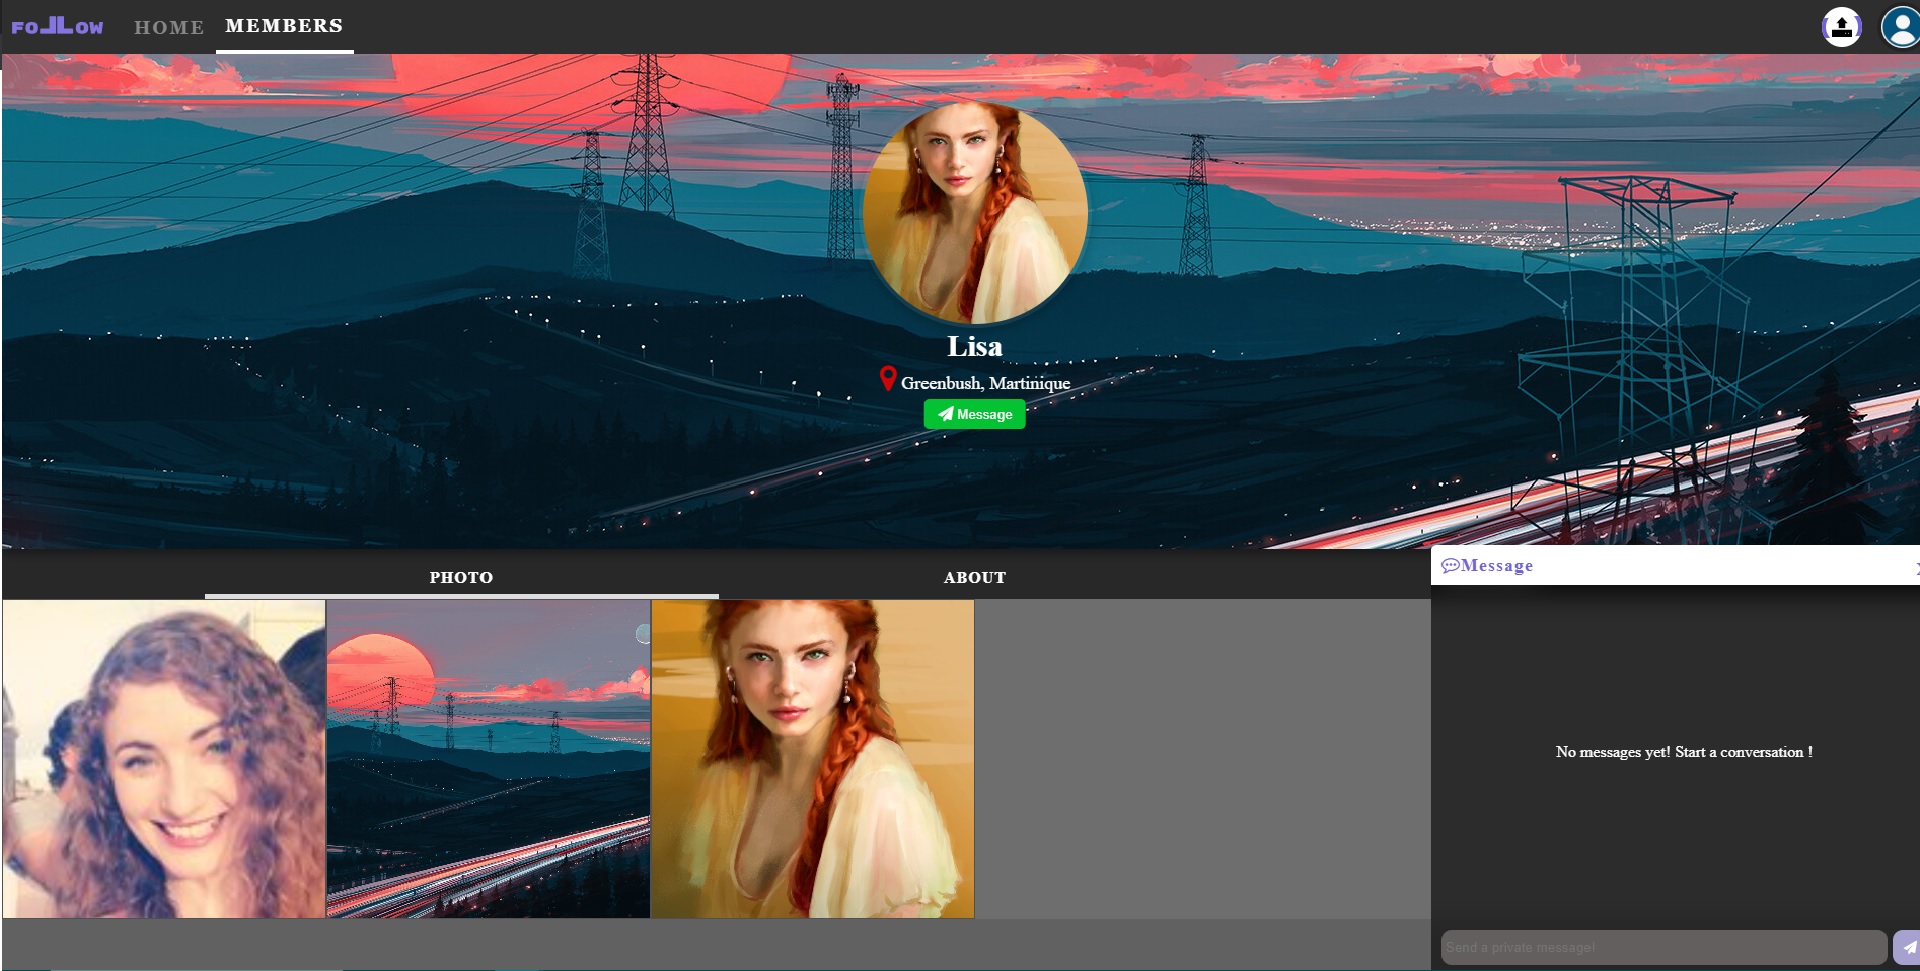 FOLLOW
HOME
MEMBERS
Lisa
Greenbush, Martinique
Message
PHOTO
ABOUT
Message
No messages yet! Start a conversation !
Send a private message!